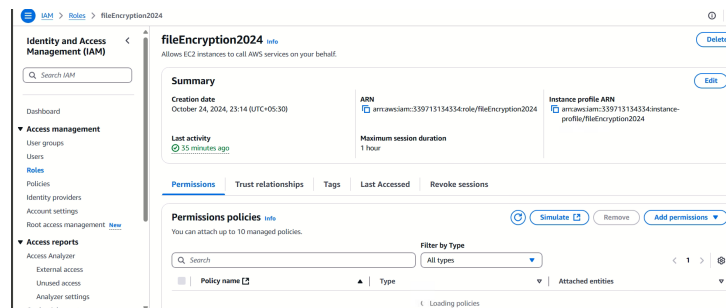 IAM > Roles > fileEncryption2024
Identity and Access Management (IAM)
Search IAM
Dashboard
Access management
User groups
Users
Roles
Policies
Identity providers
Account settings
Root access management New
Access reports
Access Analyzer
External access
Unused access
Analyzer settings
fileEncryption2024 Info
Delete
Allows EC2 instances to call AWS services on your behalf.
Summary
Edit
Creation date
October 24, 2024, 23:14 (UTC+05:30)
ARN
arn:aws:iam::339713134334:role/fileEncryption2024
Instance profile ARN
arn:aws:iam::339713134334:instance-
profile/fileEncryption2024
Last activity
35 minutes ago
Maximum session duration
1 hour
Permissions Trust relationships Tags Last Accessed Revoke sessions
Permissions policies Info
Simulate Remove Add permissions
You can attach up to 10 managed policies.
Filter by Type
Search
All types
1
Policy name Type Attached entities
Loading policies